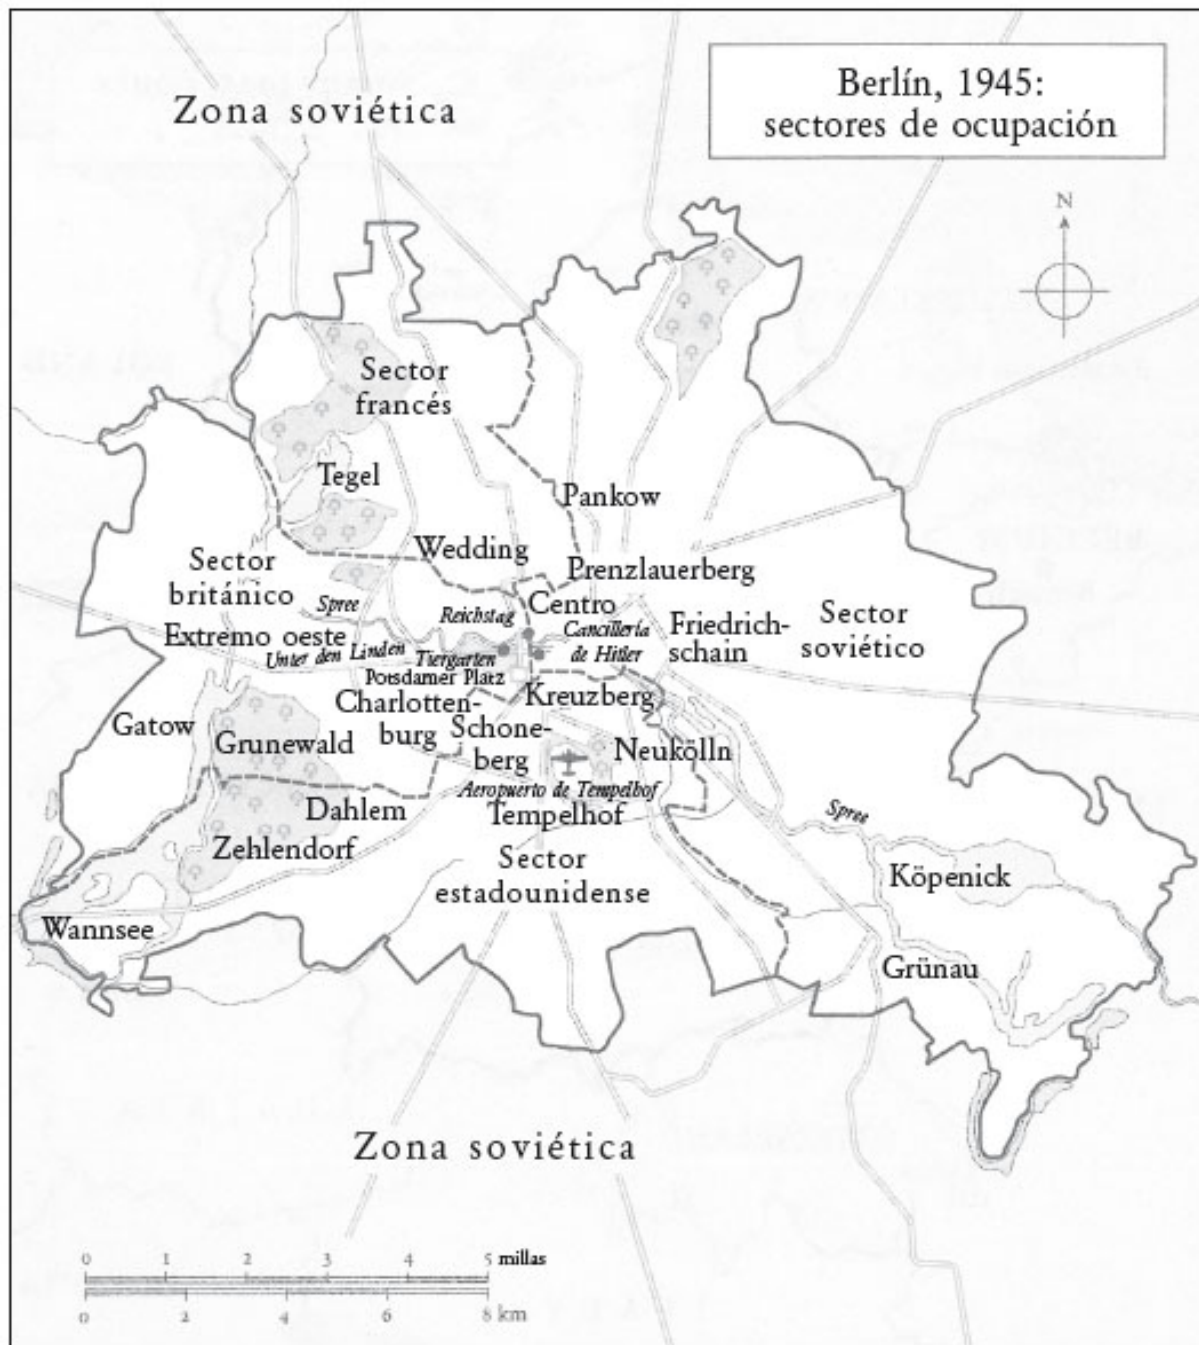 Berlín, 1945:
sectores de ocupación
Zona soviética
N
Sector
francés
Tegel
Pankow
Wedding
Sector
británico
Prenzlauerberg
Spree
Reichstag
Centro
Cancillería
de Hitler
Friedrich-
schain
Sector
soviético
Extremo oeste
Unter den Linden
Tiergarten
Potsdamer Platz
Kreuzberg
Charlotten-
burg
Schone-
berg
Gatow
Grunewald
Neukölln
Aeropuerto de Tempelhof
Dahlem
Tempelhof
Spree
Zehlendorf
Sector
estadounidense
Köpenick
Wannsee
Grünau
Zona soviética
0 1 2 3 4 5 millas
0 2 4 6 8 km